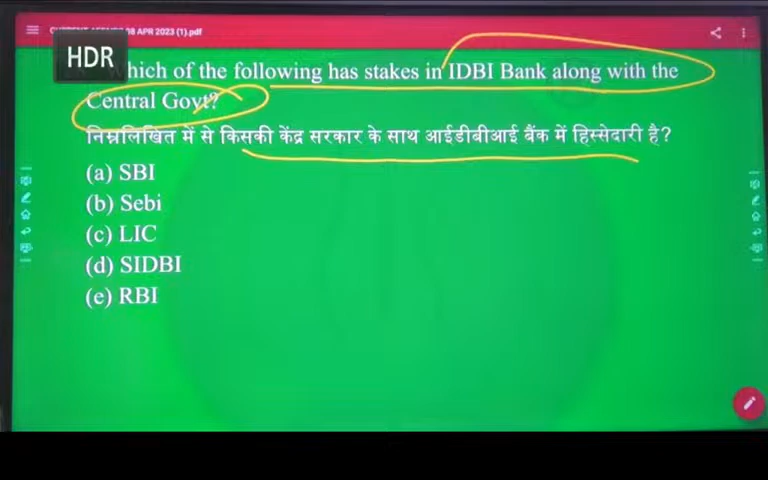 08 APR 2023 (1).pdf
HDR
hich of the following has stakes in IDBI Bank along with the
Central Govt?
निम्नलिखित में से किसकी केंद्र सरकार के साथ आईडीबीआई बैंक में हिस्सेदारी है?
(a) SBI
(b) Sebi
(c) LIC
(d) SIDBI
(e) RBI